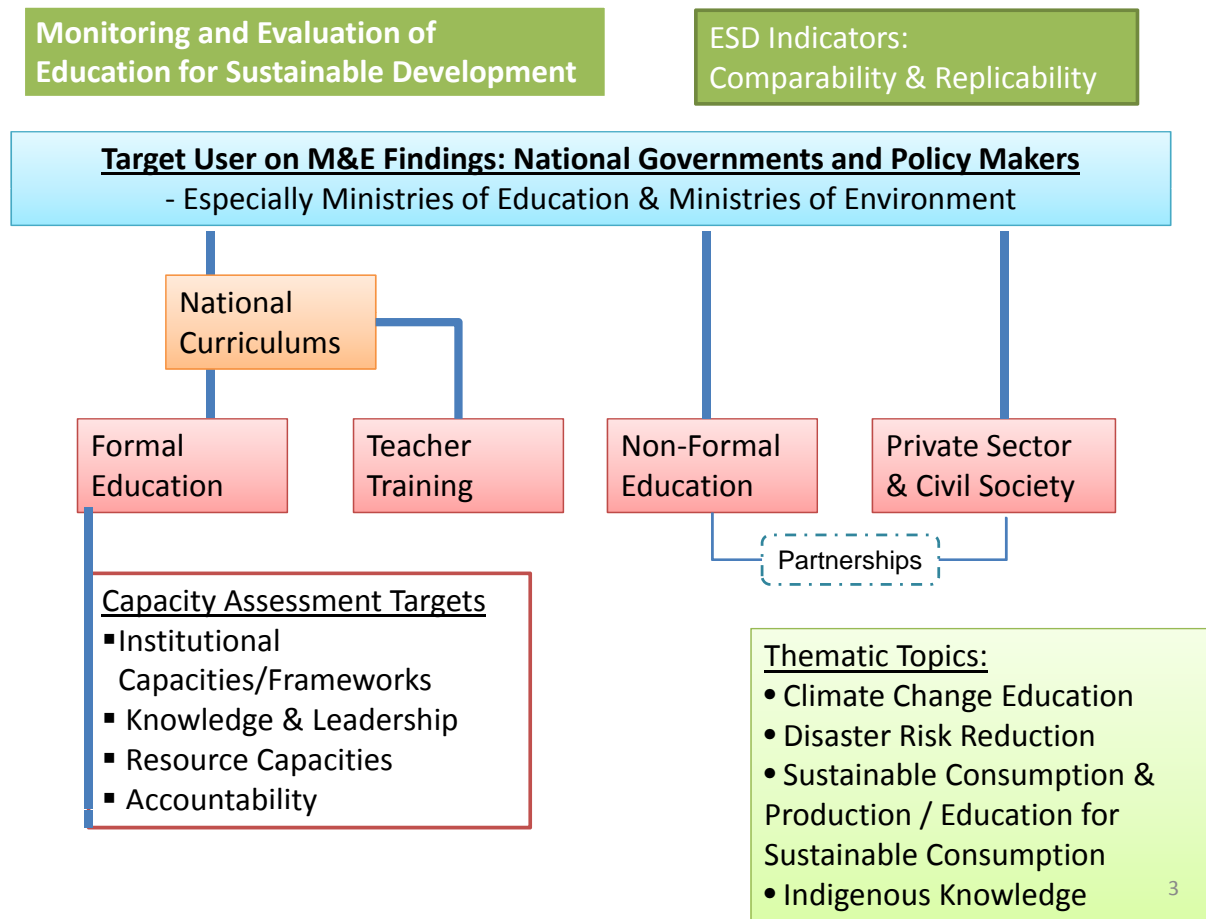 Monitoring and Evaluation of
Education for Sustainable Development
ESD Indicators:
Comparability & Replicability
Target User on M&E Findings: National Governments and Policy Makers
- Especially Ministries of Education & Ministries of Environment
National
Curriculums
Formal
Education
Teacher
Training
Non-Formal
Education
Private Sector
& Civil Society
Partnerships
Capacity Assessment Targets
▪Institutional
Capacities/Frameworks
▪ Knowledge & Leadership
▪ Resource Capacities
▪ Accountability
Thematic Topics:
• Climate Change Education
• Disaster Risk Reduction
• Sustainable Consumption &
Production / Education for
Sustainable Consumption
• Indigenous Knowledge
3